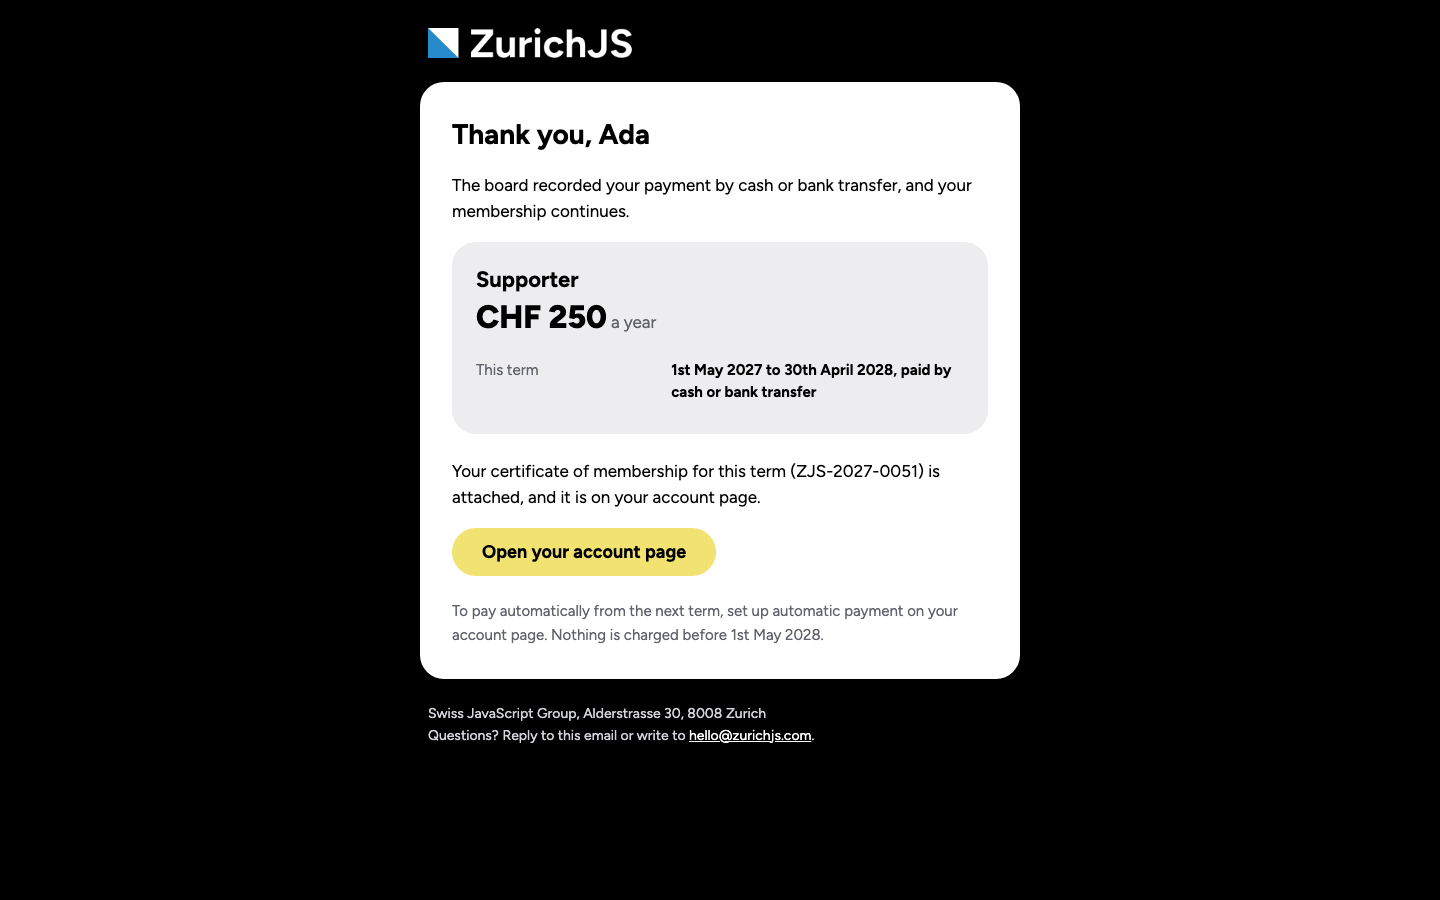 ZurichJS
Thank you, Ada
The board recorded your payment by cash or bank transfer, and your
membership continues.
Supporter
CHF 250 a year
This term
1st May 2027 to 30th April 2028, paid by
cash or bank transfer
Your certificate of membership for this term (ZJS-2027-0051) is
attached, and it is on your account page.
Open your account page
To pay automatically from the next term, set up automatic payment on your
account page. Nothing is charged before 1st May 2028.
Swiss JavaScript Group, Alderstrasse 30, 8008 Zurich
Questions? Reply to this email or write to hello@zurichjs.com.